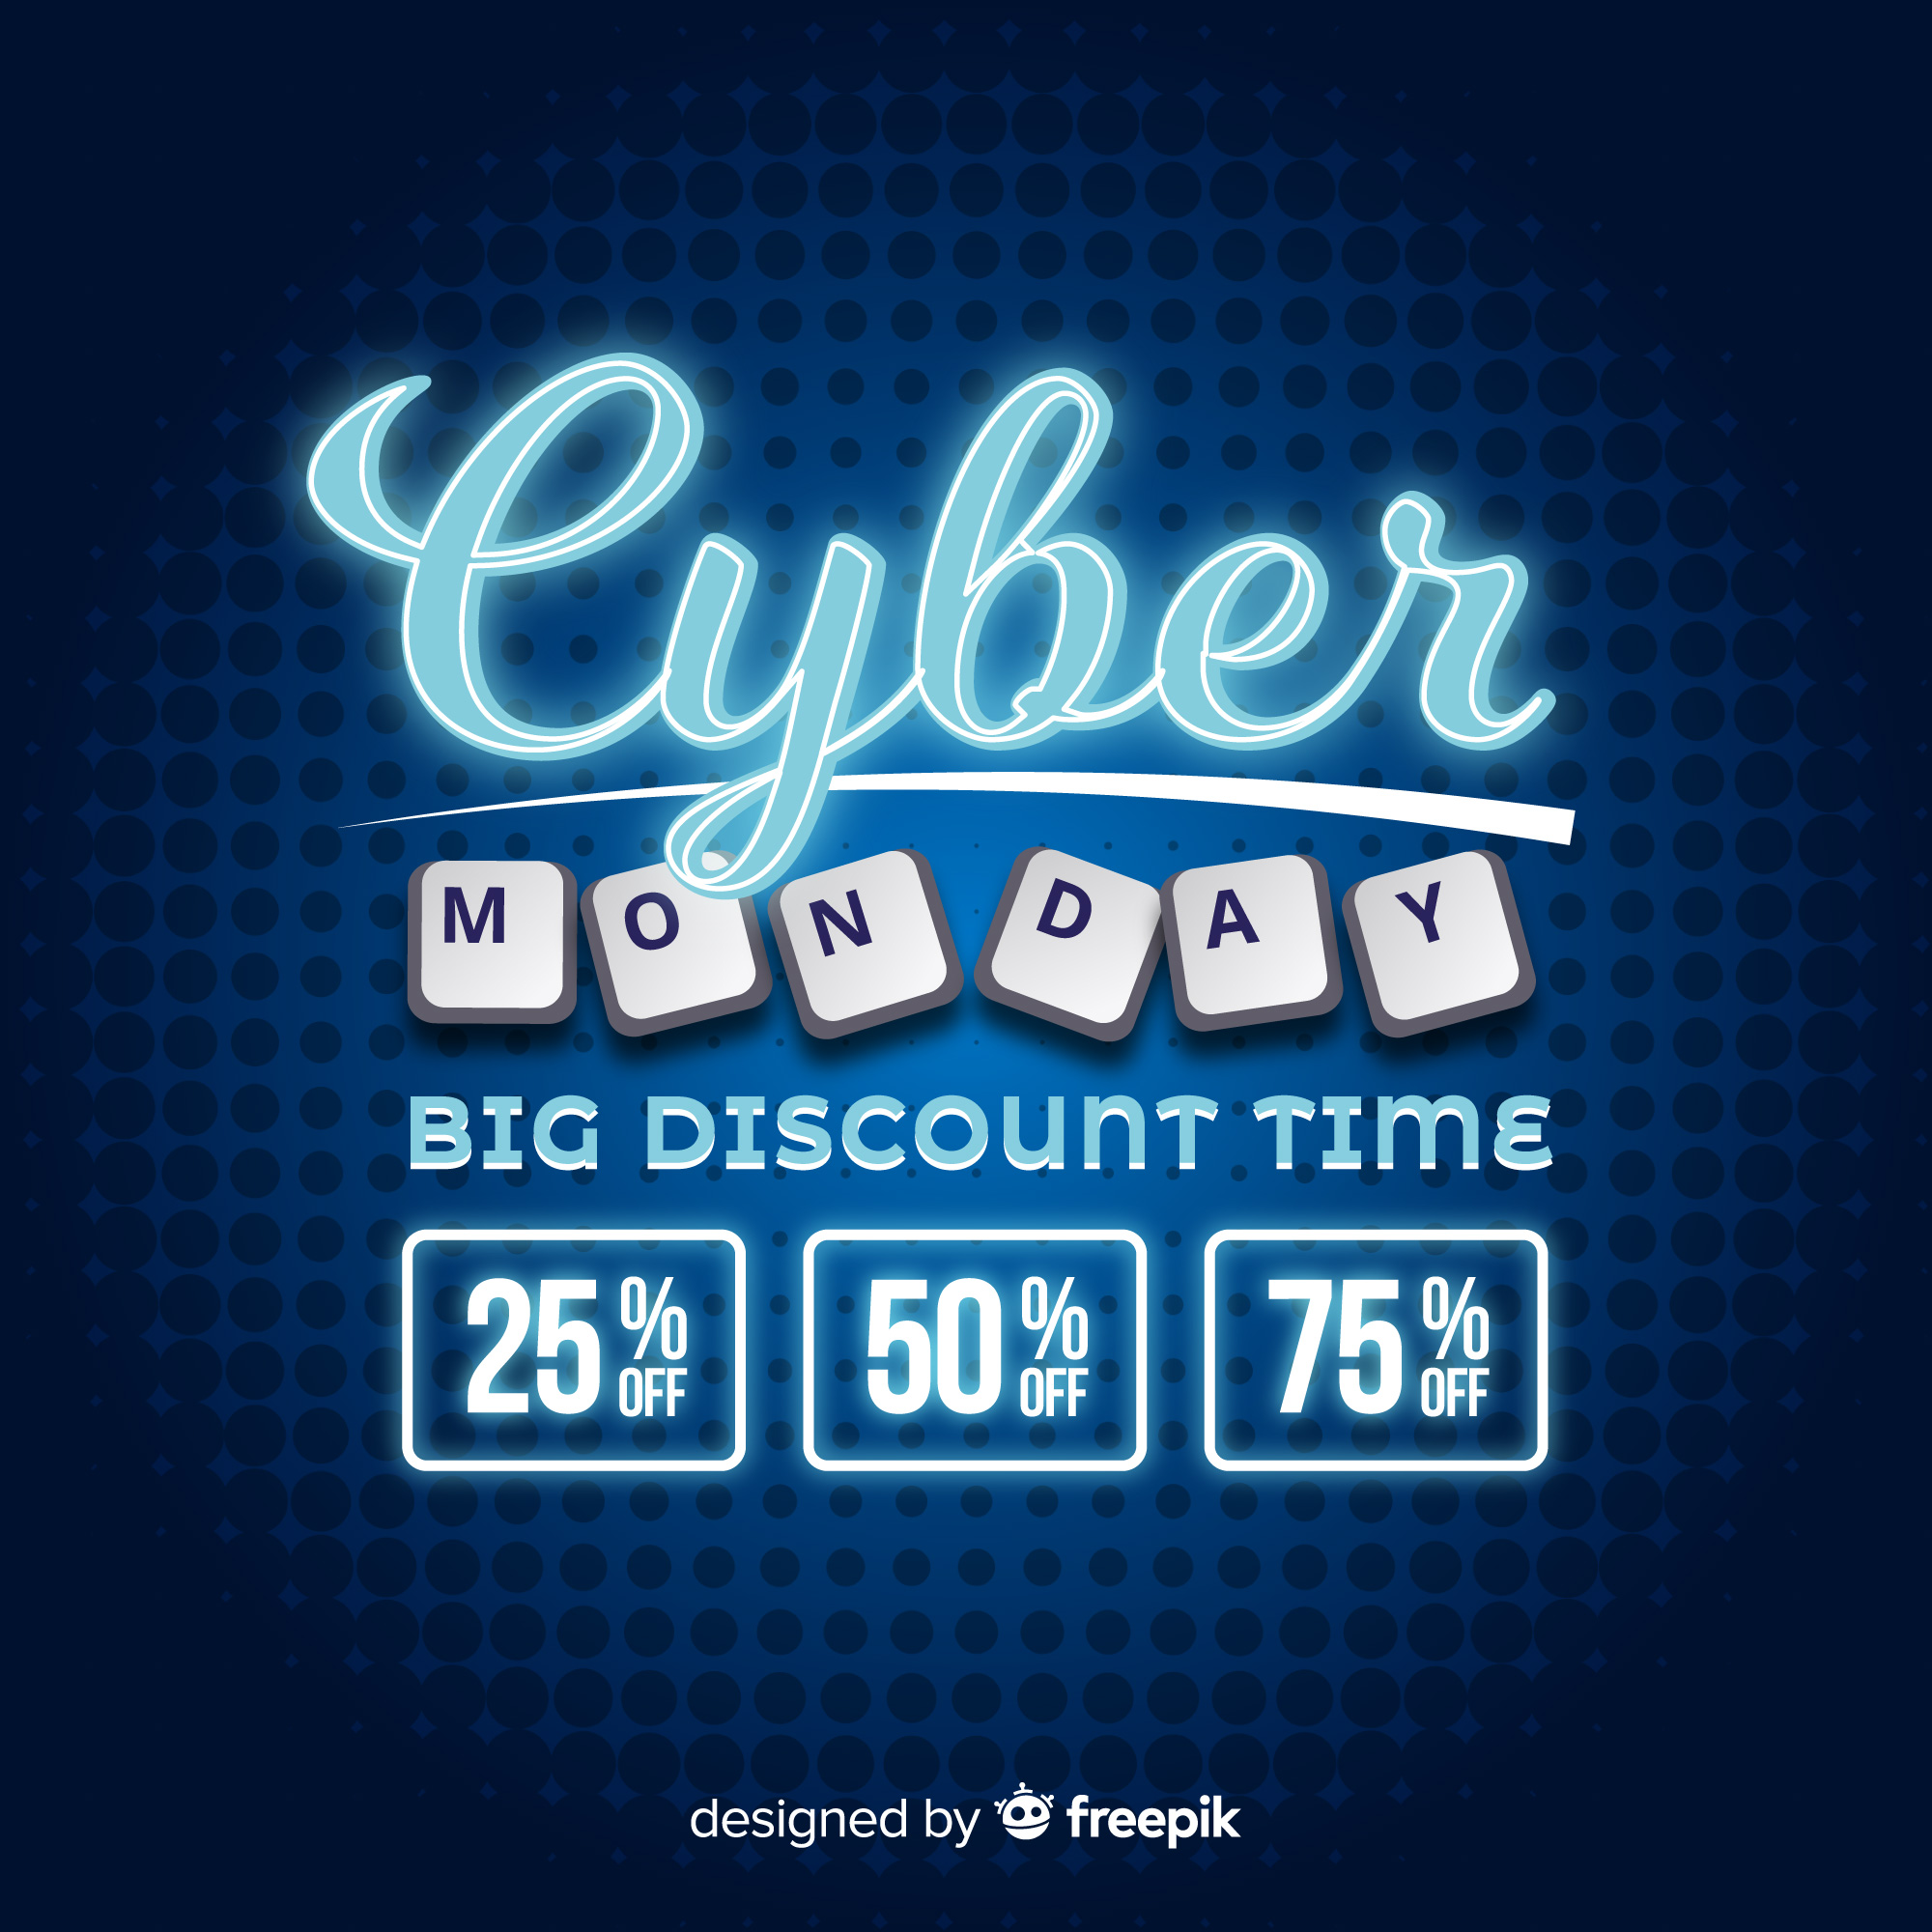 Cyber
MONDAY
BIG DISCOUNT TIME
25% OFF 50% OFF 75% OFF
designed by freepik